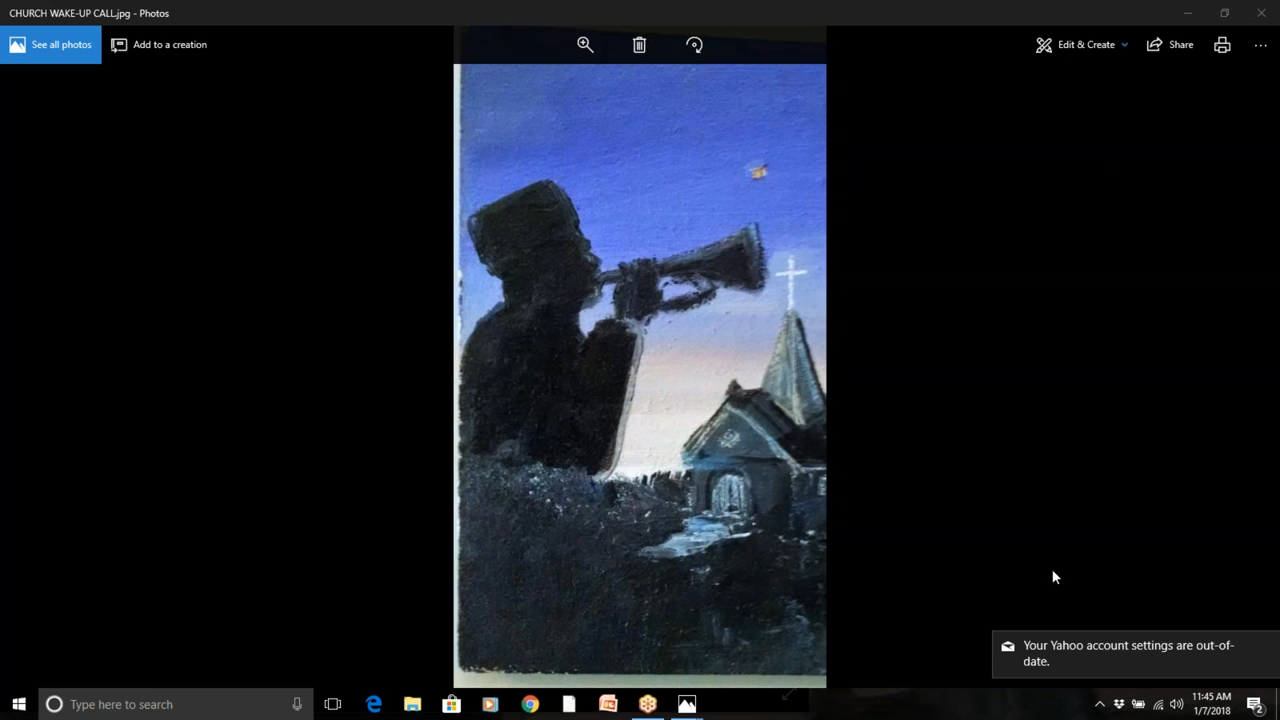 CHURCH WAKE-UP CALL.jpg - Photos
See all photos
Add to a creation
Edit & Create
Share
Your Yahoo account settings are out-of-
date.
Type here to search
11:45 AM
1/7/2018
2